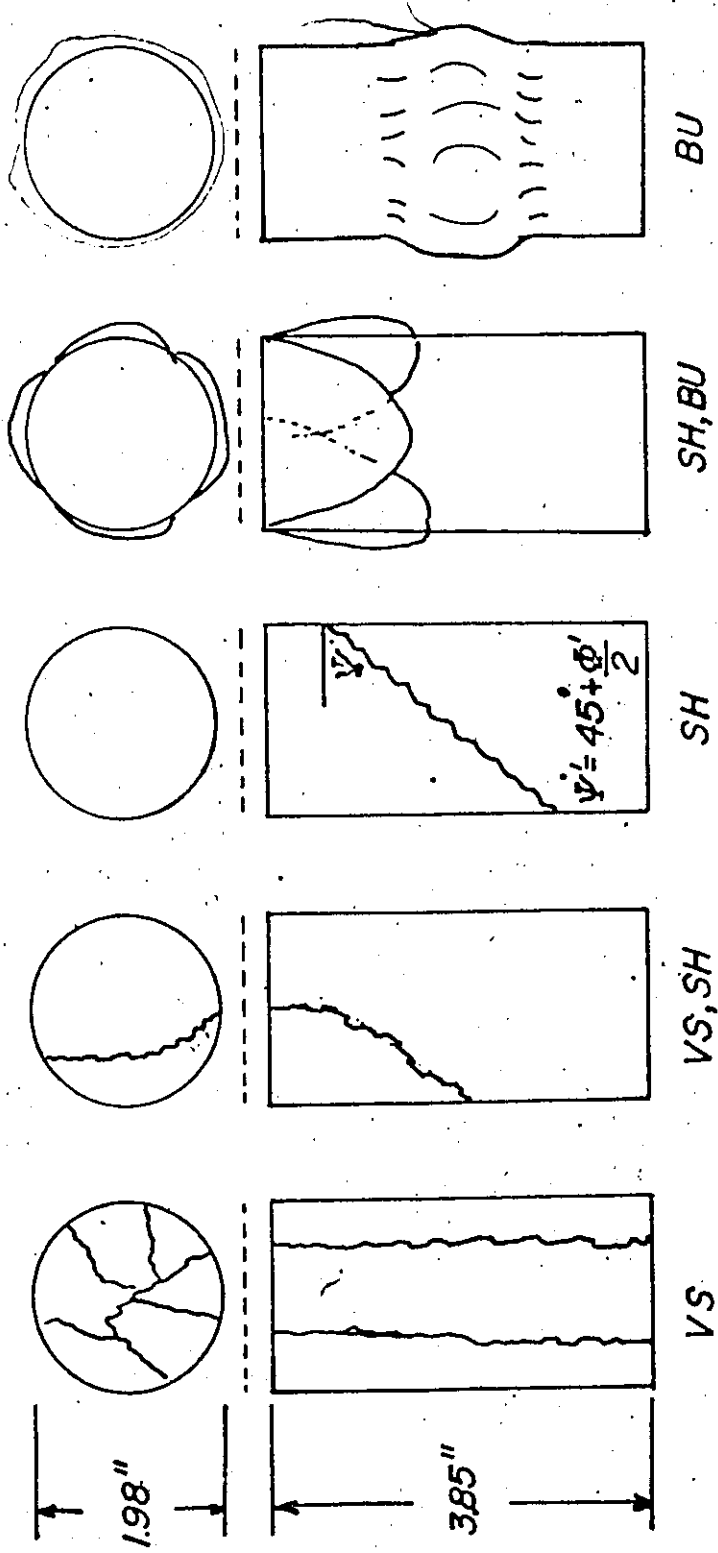 1.98"
3.85"
Ψ'
Ψ' = 45° + Φ'/2
VS
VS, SH
SH
SH, BU
BU